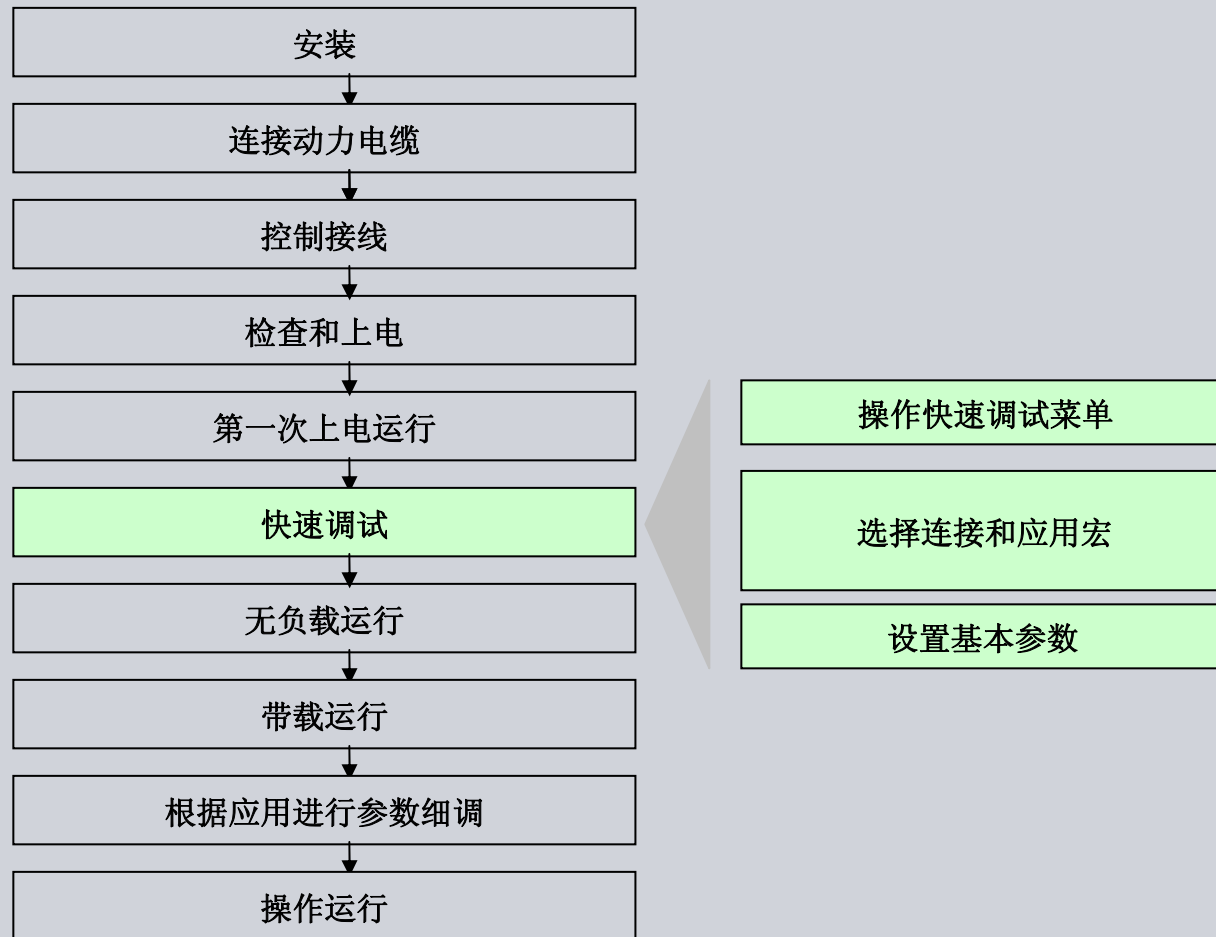 安装
连接动力电缆
控制接线
检查和上电
第一次上电运行
快速调试
无负载运行
带载运行
根据应用进行参数细调
操作运行
操作快速调试菜单
选择连接和应用宏
设置基本参数